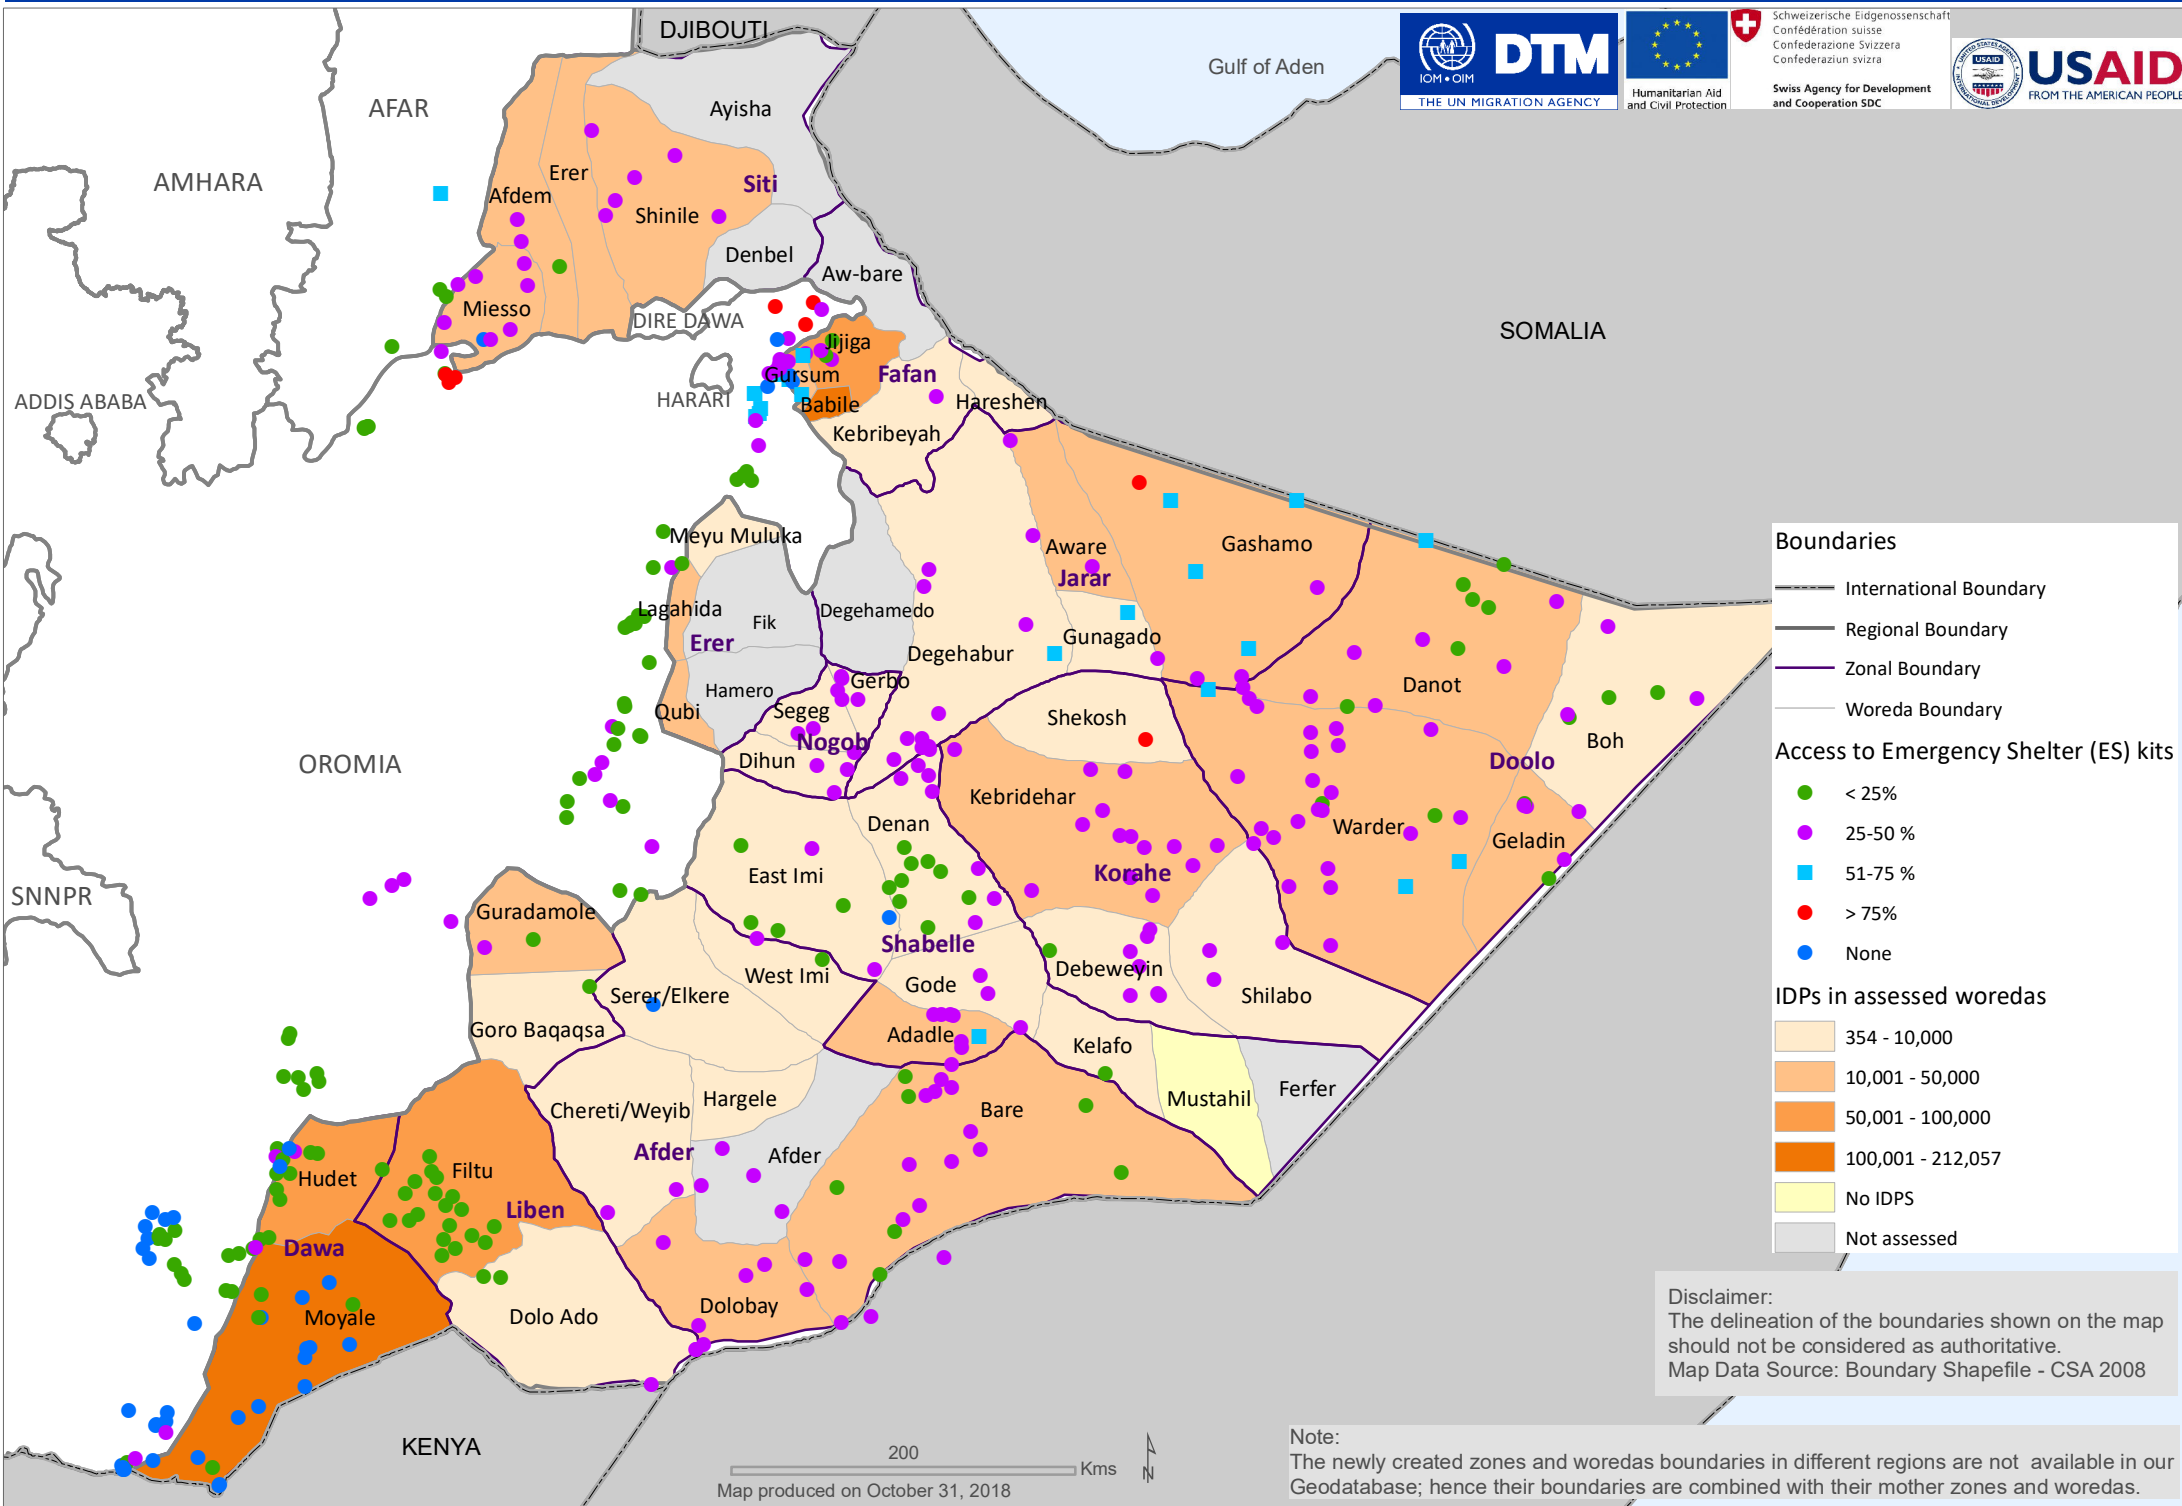 DJIBOUTI
Gulf of Aden
IOM • OIM
DTM
THE UN MIGRATION AGENCY
Humanitarian Aid
and Civil Protection
Schweizerische Eidgenossenschaft
Confédération suisse
Confederazione Svizzera
Confederaziun svizra
Swiss Agency for Development
and Cooperation SDC
USAID
USAID
FROM THE AMERICAN PEOPLE
AFAR
AMHARA
Ayisha
Erer
Afdem
Siti
Shinile
Denbel
Aw-bare
Miesso
DIRE DAWA
SOMALIA
Jijiga
Gursum
Fafan
HARARI
ADDIS ABABA
Babile
Hareshen
Kebribeyah
Meyu Muluka
Aware
Gashamo
Jarar
Lagahida
Fik
Degehamedo
Erer
Gunagado
Degehabur
Hamero
Gerbo
Danot
Qubi
Segeg
Shekosh
Nogob
Boh
Dihun
Doolo
OROMIA
Kebridehar
Denan
Warder
Geladin
East Imi
Korahe
SNNPR
Guradamole
Shabelle
Debeweyin
West Imi
Gode
Serer/Elkere
Shilabo
Goro Baqaqsa
Adadle
Kelafo
Chereti/Weyib
Hargele
Bare
Mustahil
Ferfer
Afder
Afder
Hudet
Filtu
Liben
Dawa
Moyale
Dolo Ado
Dolobay
KENYA
Boundaries
International Boundary
Regional Boundary
Zonal Boundary
Woreda Boundary
Access to Emergency Shelter (ES) kits
< 25%
25-50 %
51-75 %
> 75%
None
IDPs in assessed woredas
354 - 10,000
10,001 - 50,000
50,001 - 100,000
100,001 - 212,057
No IDPS
Not assessed
Disclaimer:
The delineation of the boundaries shown on the map
should not be considered as authoritative.
Map Data Source: Boundary Shapefile - CSA 2008
200
Kms
N
Map produced on October 31, 2018
Note:
The newly created zones and woredas boundaries in different regions are not available in our
Geodatabase; hence their boundaries are combined with their mother zones and woredas.